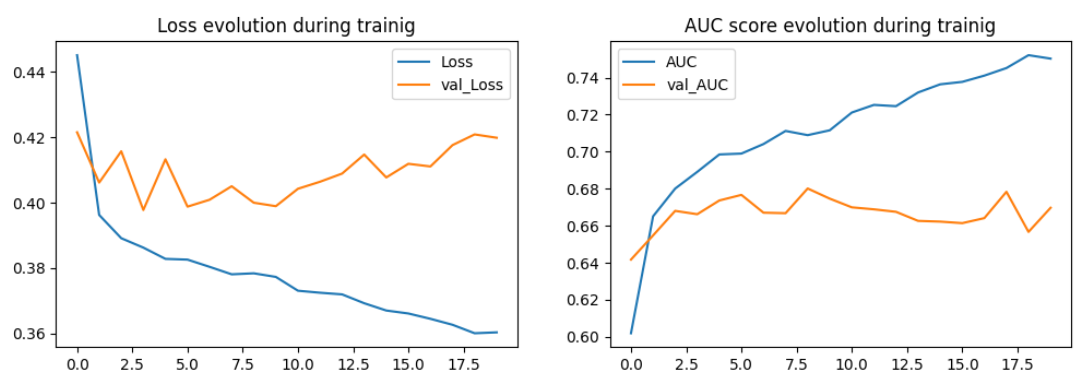 Loss evolution during trainig
0.44
0.42
0.40
0.38
0.36
0.0 2.5 5.0 7.5 10.0 12.5 15.0 17.5
Loss
val_Loss
AUC score evolution during trainig
0.74
0.72
0.70
0.68
0.66
0.64
0.62
0.60
0.0 2.5 5.0 7.5 10.0 12.5 15.0 17.5
AUC
val_AUC